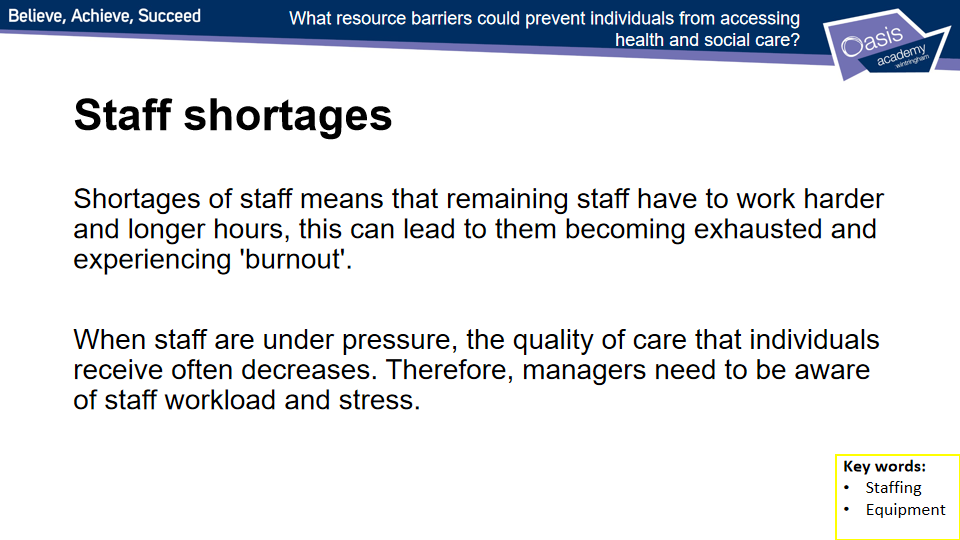 Believe, Achieve, Succeed
What resource barriers could prevent individuals from accessing
health and social care?
Oasis
academy
wintringham
Staff shortages
Shortages of staff means that remaining staff have to work harder
and longer hours, this can lead to them becoming exhausted and
experiencing 'burnout'.
When staff are under pressure, the quality of care that individuals
receive often decreases. Therefore, managers need to be aware
of staff workload and stress.
Key words:
• Staffing
• Equipment